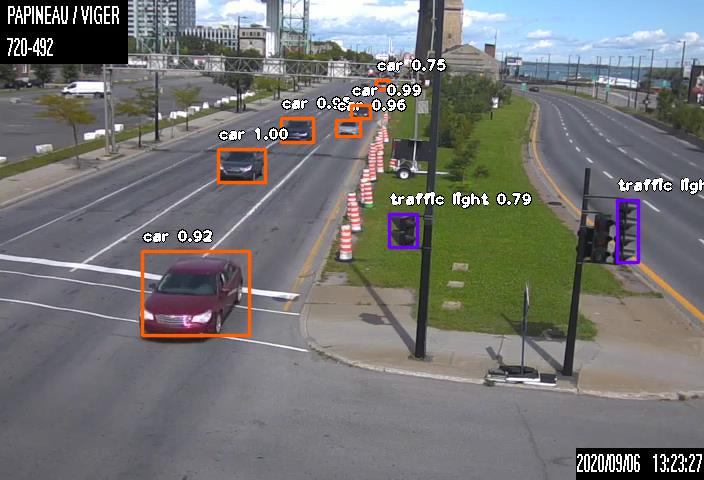 PAPINEAU / VIGER
720-492
car 0.75
car 0.99
car 0.96
car 1.00
traffic light 0.79
traffic
car 0.92
2020/09/06 13:23:27